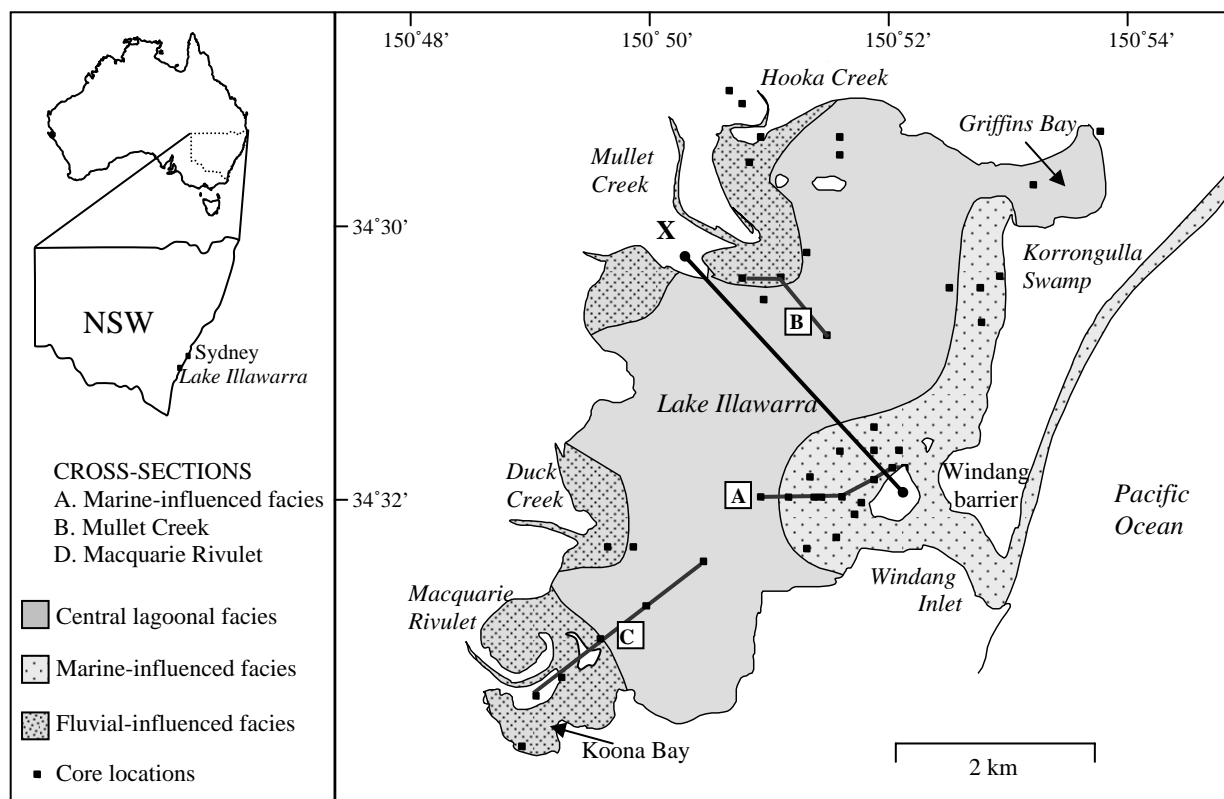 NSW
Sydney
Lake Illawarra
CROSS-SECTIONS
A. Marine-influenced facies
B. Mullet Creek
D. Macquarie Rivulet
Central lagoonal facies
Marine-influenced facies
Fluvial-influenced facies
Core locations
150˚48’
150˚50’
150˚52’
150˚54’
Hooka Creek
Griffins Bay
Mullet
Creek
34˚30’
X
Korrongulla
Swamp
B
Lake Illawarra
Duck
Creek
34˚32’
A
Windang
barrier
Pacific
Ocean
Macquarie
Rivulet
Windang
Inlet
C
Koona Bay
2 km